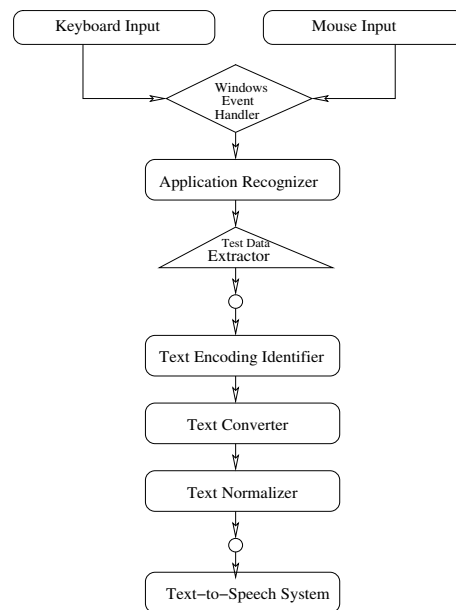 Keyboard Input
Mouse Input
Windows
Event
Handler
Application Recognizer
Test Data
Extractor
Text Encoding Identifier
Text Converter
Text Normalizer
Text−to−Speech System